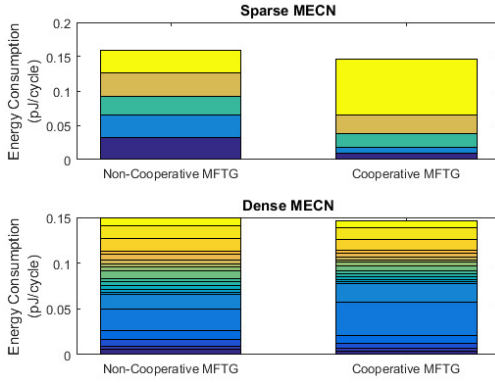 Sparse MECN
Energy Consumption
(pJ/cycle)
0.2
0.15
0.1
0.05
0
Non-Cooperative MFTG
Cooperative MFTG
Dense MECN
Energy Consumption
(pJ/cycle)
0.15
0.1
0.05
0
Non-Cooperative MFTG
Cooperative MFTG